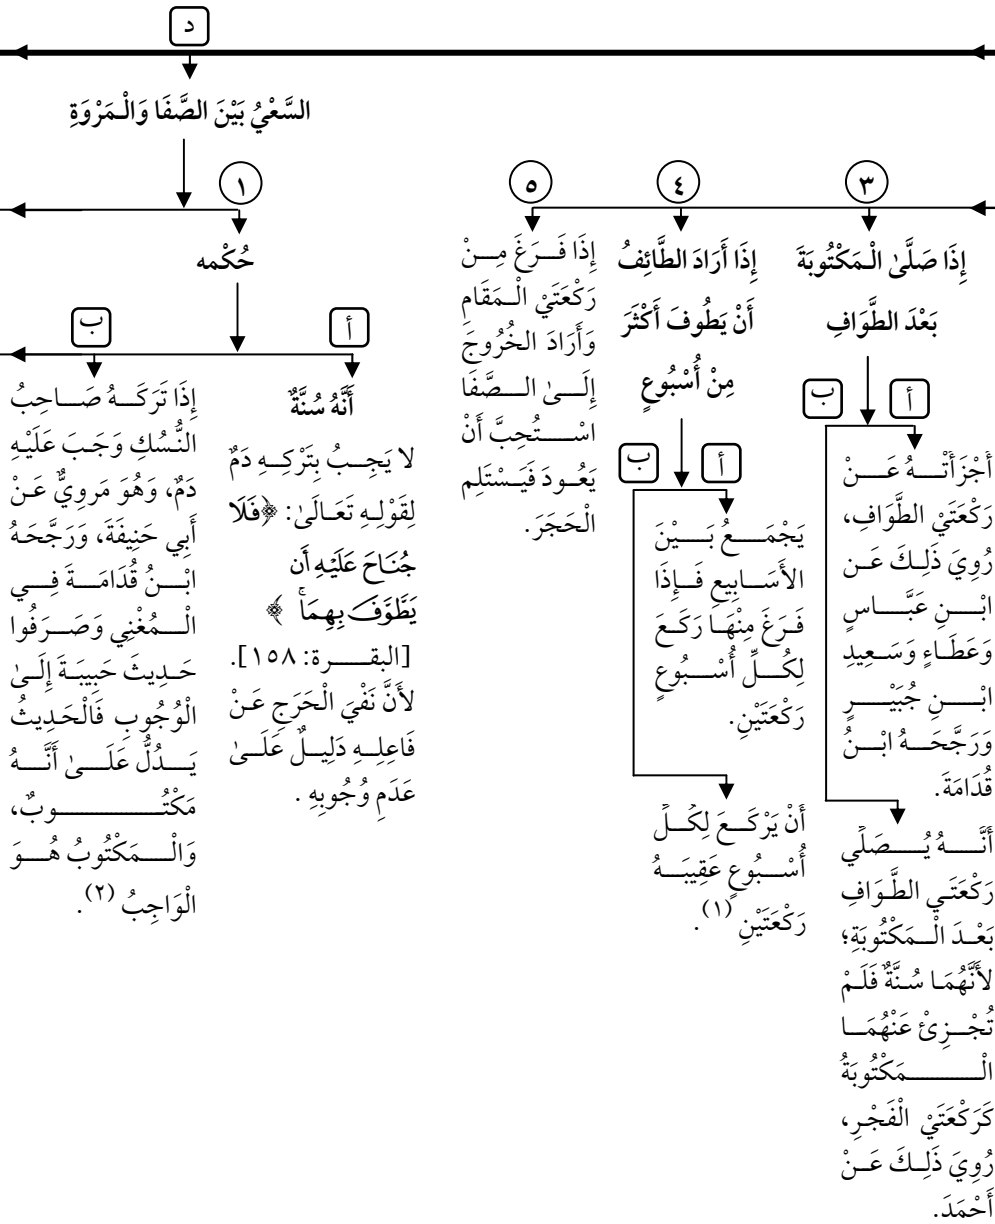 د
السَّعْيُ بَيْنَ الصَّفَا وَالْمَرْوَةِ
٣
إِذَا صَلَّىٰ الْمَكْتُوبَةَ
بَعْدَ الطَّوَافِ
أ
أَجْزَأَتْهُ عَنْ
رَكْعَتَيْ الطَّوَافِ،
رُوِيَ ذَلِكَ عَن
ابْنِ عَبَّاسٍ
وَعَطَاءٍ وَسَعِيدِ
ابْنِ جُبَيْرٍ
وَرَجَّحَهُ ابْنُ
قُدَامَةَ.
ب
أَنَّهُ يُصَلِّي
رَكْعَتَي الطَّوَافِ
بَعْدَ الْمَكْتُوبَةِ؛
لأَنَّهُمَا سُنَّةٌ فَلَمْ
تُجْزِئْ عَنْهُمَا
الْمَكْتُوبَةُ
كَرَكْعَتَيْ الْفَجْرِ،
رُوِيَ ذَلِكَ عَنْ
أَحْمَدَ.
٤
إِذَا أَرَادَ الطَّائِفُ
أَنْ يَطُوفَ أَكْثَرَ
مِنْ أُسْبُوعٍ
أ
يَجْمَعُ بَيْنَ
الأَسَابِيعِ فَإِذَا
فَرَغَ مِنْهَا رَكَعَ
لِكُلِّ أُسْبُوعٍ
رَكْعَتَيْنِ.
ب
أَنْ يَرْكَعَ لِكُلِّ
أُسْبُوعٍ عَقِيبَهُ
رَكْعَتَيْنِ (١).
٥
إِذَا فَرَغَ مِنْ
رَكْعَتَيْ الْمَقَامِ
وَأَرَادَ الخُرُوجَ
إِلَىٰ الصَّفَا
اسْتُحِبَّ أَنْ
يَعُودَ فَيَسْتَلِم
الْحَجَرَ.
١
حُكْمه
أ
أَنَّهُ سُنَّةٌ
لا يَجِبُ بِتَرْكِهِ دَمٌ
لِقَوْلِهِ تَعَالَىٰ: ﴿فَلَا
جُنَاحَ عَلَيْهِ أَن
يَطَّوَّفَ بِهِمَا ۚ ﴾
[البقرة: ١٥٨].
لأَنَّ نَفْيَ الْحَرَجِ عَنْ
فَاعِلِهِ دَلِيلٌ عَلَىٰ
عَدَمِ وُجُوبِهِ .
ب
إِذَا تَرَكَهُ صَاحِبُ
النُّسُكِ وَجَبَ عَلَيْهِ
دَمٌ، وَهُوَ مَروِيٌّ عَنْ
أَبِي حَنِيفَةَ، وَرَجَّحَهُ
ابْنُ قُدَامَةَ فِي
الْمُغْنِي وَصَرَفُوا
حَدِيثَ حَبِيبَةَ إِلَىٰ
الْوُجُوبِ فَالْحَدِيثُ
يَدُلُّ عَلَىٰ أَنَّهُ
مَكْتُوبٌ،
وَالْمَكْتُوبُ هُوَ
الْوَاجِبُ (٢).